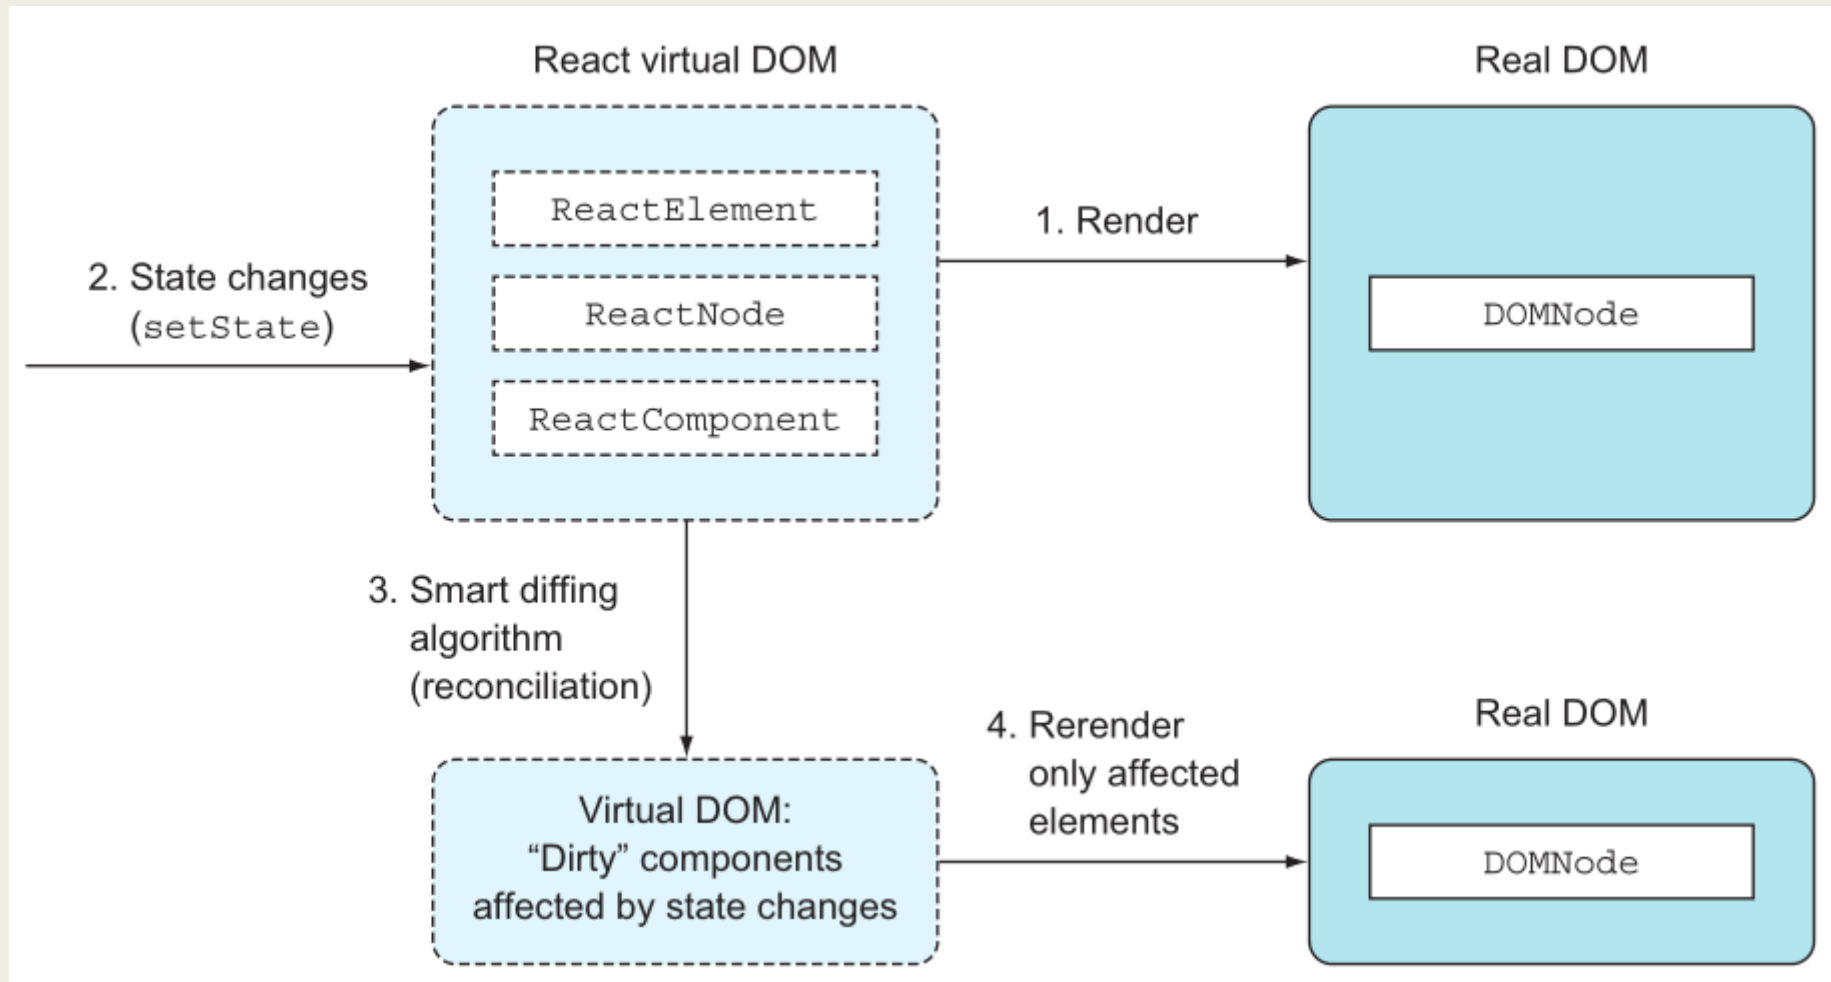 React virtual DOM
Real DOM
ReactElement
1. Render
2. State changes
(setState)
ReactNode
DOMNode
ReactComponent
3. Smart diffing
algorithm
(reconciliation)
4. Rerender
only affected
elements
Real DOM
Virtual DOM:
“Dirty” components
affected by state changes
DOMNode